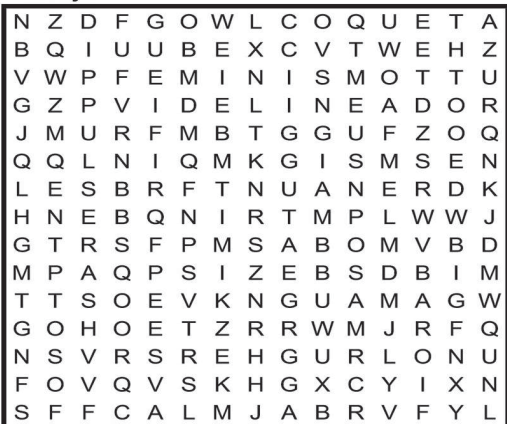 N Z D F G O W L C O Q U E T A
B Q I U U B E X C V T W E H Z
V W P F E M I N I S M O T T U
G Z P V I D E L I N E A D O R
J M U R F M B T G G U F Z O Q
Q Q L N I Q M K G I S M S E N
L E S B R F T N U A N E R D K
H N E B Q N I R T M P L W W J
G T R S F P M S A B O M V B D
M P A Q P S I Z E B S D B I M
T T S O E V K N G U A M A G W
G O H O E T Z R R W M J R F Q
N S V R S R E H G U R L O N U
F O V Q V S K H G X C Y I X N
S F F C A L M J A B R V F Y L